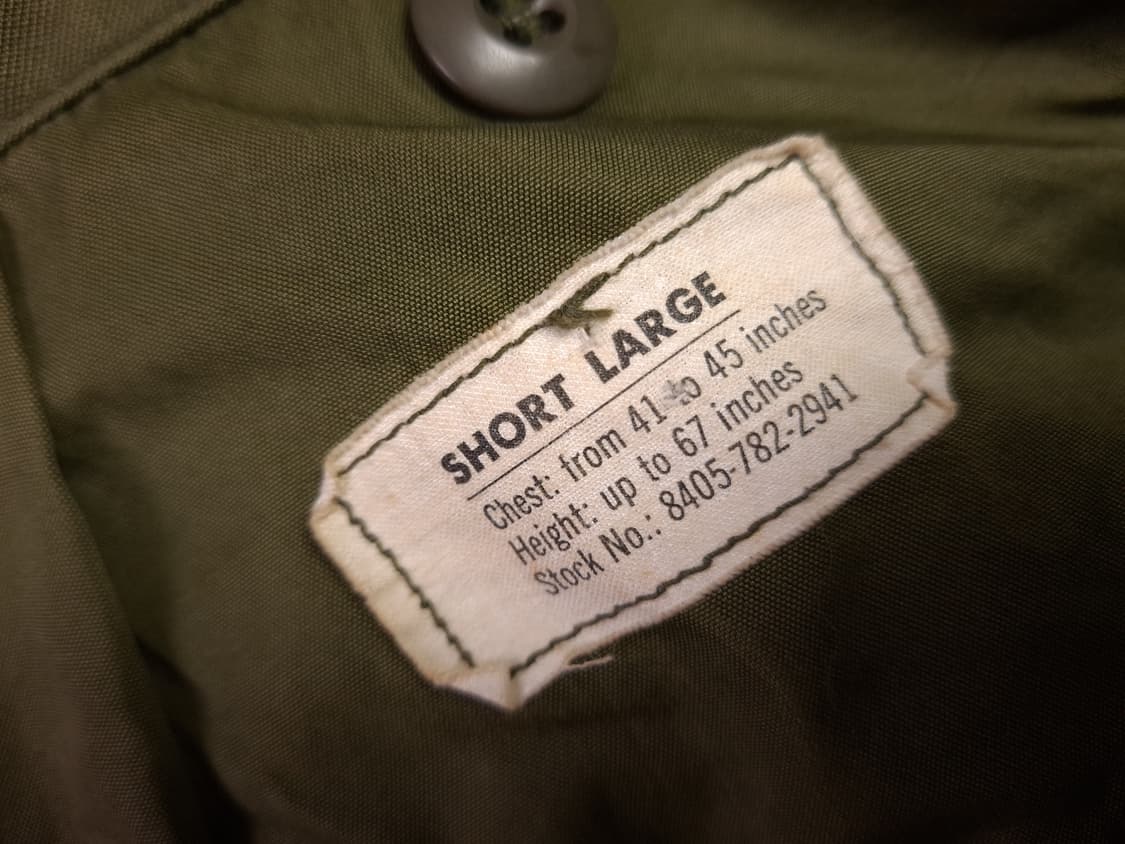 SHORT LARGE
Chest: from 41 to 45 inches
Height: up to 67 inches
Stock No.: 8405-782-2941